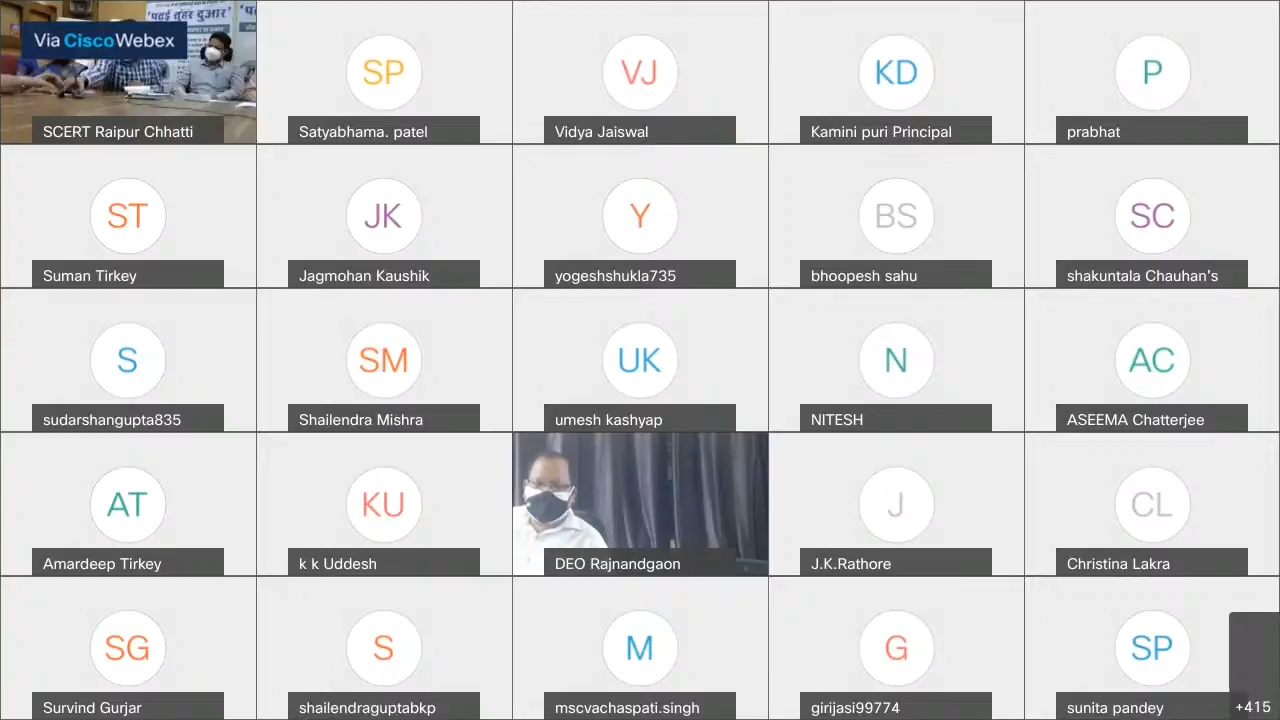 'पढ़ई तुंहर दुआर'
Via CiscoWebex
SCERT Raipur Chhatti
SP
Satyabhama. patel
VJ
Vidya Jaiswal
KD
Kamini puri Principal
P
prabhat
ST
Suman Tirkey
JK
Jagmohan Kaushik
Y
yogeshshukla735
BS
bhoopesh sahu
SC
shakuntala Chauhan's
S
sudarshangupta835
SM
Shailendra Mishra
UK
umesh kashyap
N
NITESH
AC
ASEEMA Chatterjee
AT
Amardeep Tirkey
KU
k k Uddesh
DEO Rajnandgaon
J
J.K.Rathore
CL
Christina Lakra
SG
Survind Gurjar
S
shailendraguptabkp
M
mscvachaspati.singh
G
girijasi99774
SP
sunita pandey
+415